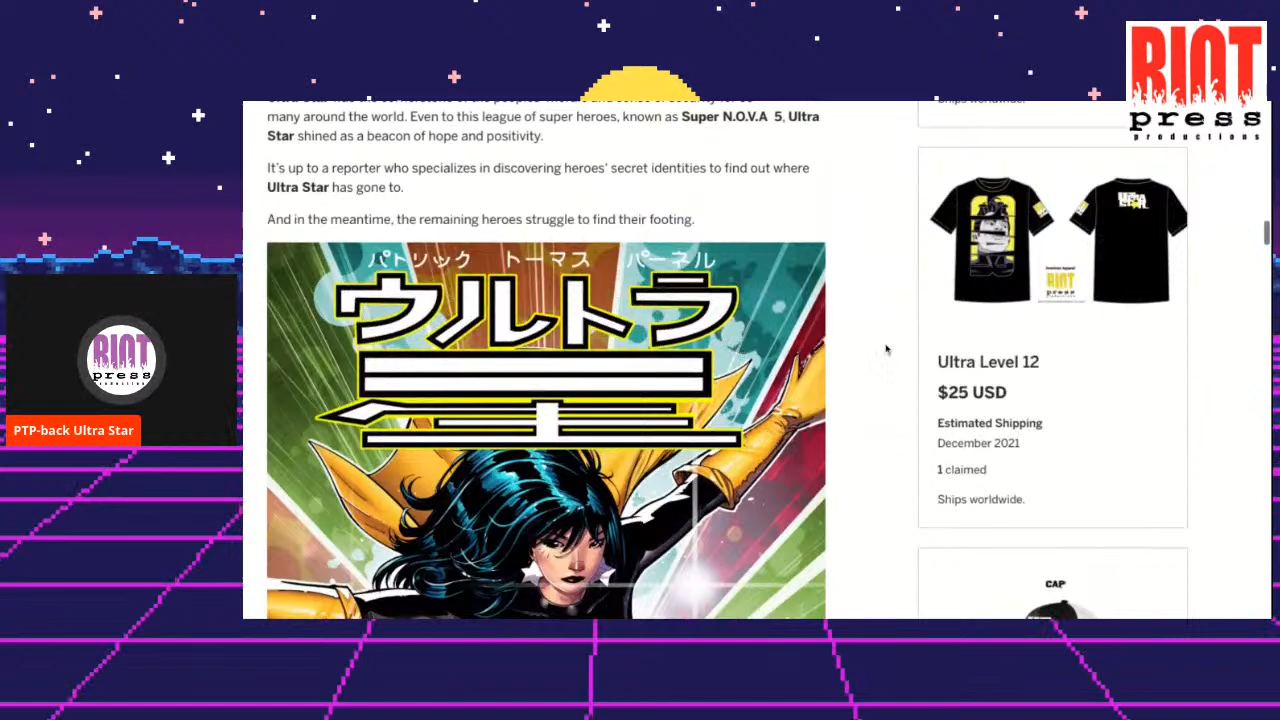 RIOT
press
productions
many around the world. Even to this league of super heroes, known as Super N.O.V.A 5, Ultra
Star shined as a beacon of hope and positivity.
It's up to a reporter who specializes in discovering heroes' secret identities to find out where
Ultra Star has gone to.
And in the meantime, the remaining heroes struggle to find their footing.
パトリック トーマス パーネル
ウルトラ
星
Ships worldwide.
RIOT
press
Ultra Level 12
$25 USD
Estimated Shipping
December 2021
1 claimed
Ships worldwide.
CAP
RIOT
press
productions
PTP-back Ultra Star